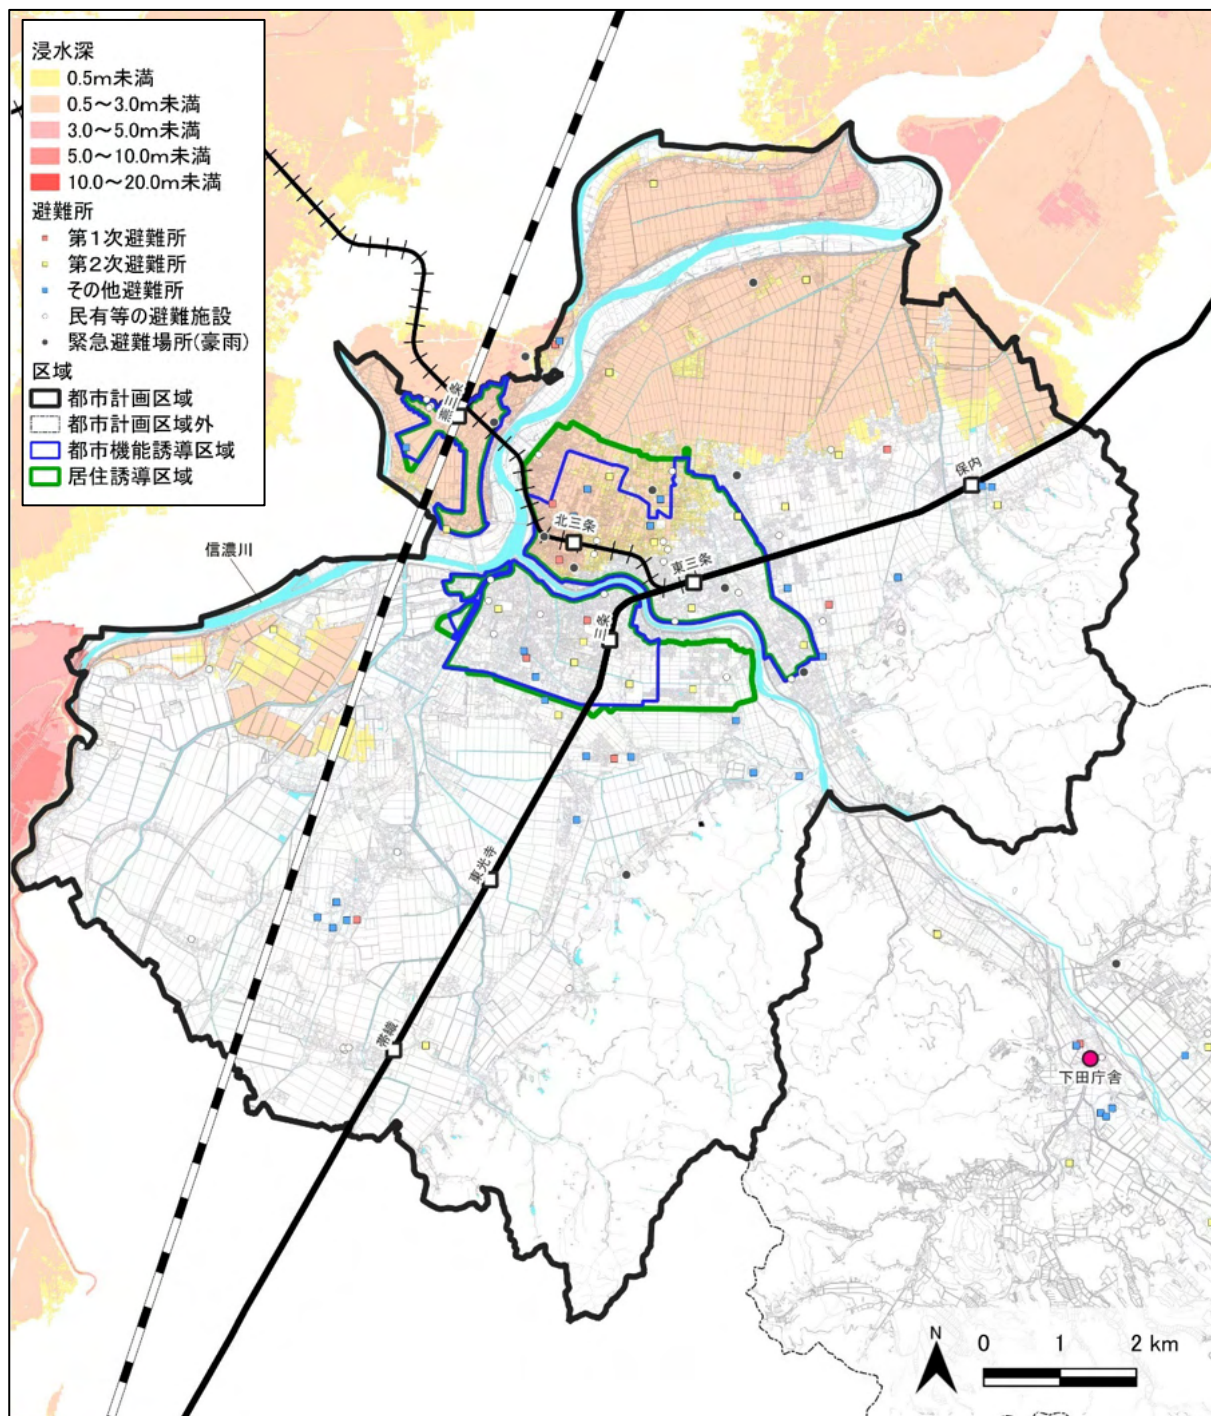 浸水深
0.5m未満
0.5～3.0m未満
3.0～5.0m未満
5.0～10.0m未満
10.0～20.0m未満
避難所
第1次避難所
第2次避難所
その他避難所
民有等の避難施設
緊急避難場所(豪雨)
区域
都市計画区域
都市計画区域外
都市機能誘導区域
居住誘導区域
燕三条
保内
北三条
信濃川
東三条
三条
東光寺
帯織
下田庁舎
N
0 1 2 km